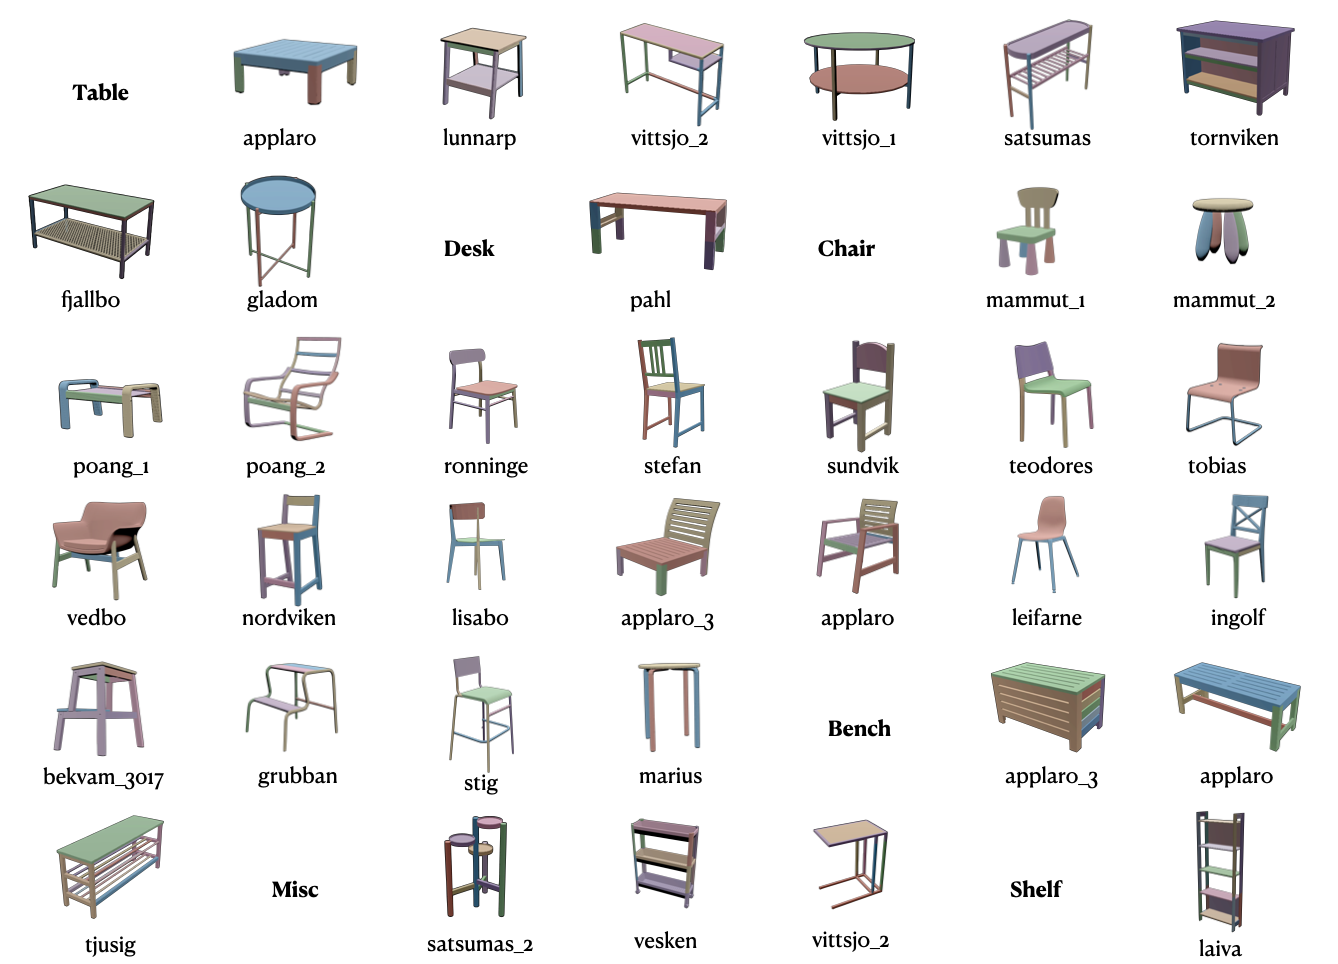 Table
applaro
lunnarp
vittsjo_2
vittsjo_1
satsumas
tornviken
fjallbo
gladom
Desk
pahl
Chair
mammut_1
mammut_2
poang_1
poang_2
ronninge
stefan
sundvik
teodores
tobias
vedbo
nordviken
lisabo
applaro_3
applaro
leifarne
ingolf
bekvam_3017
grubban
stig
marius
Bench
applaro_3
applaro
tjusig
Misc
satsumas_2
vesken
vittsjo_2
Shelf
laiva